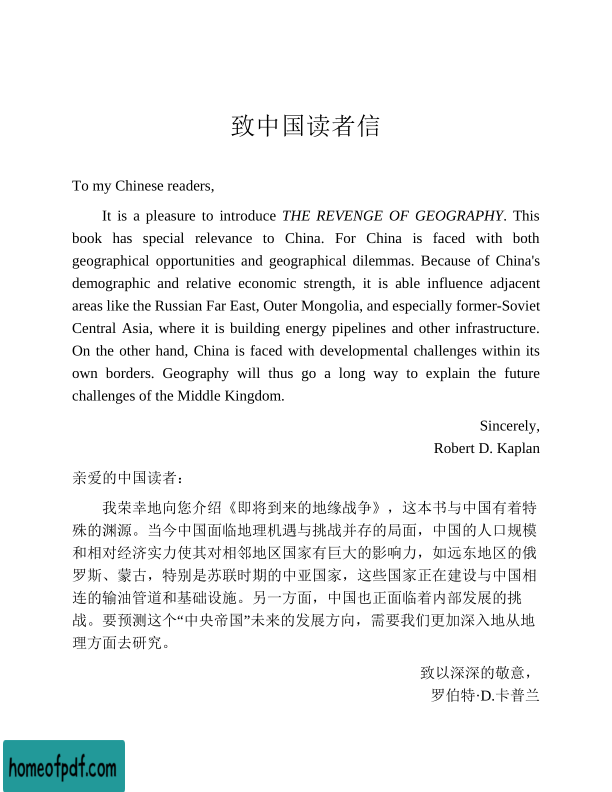 致中国读者信
To my Chinese readers,
It is a pleasure to introduce THE REVENGE OF GEOGRAPHY. This
book has special relevance to China. For China is faced with both
geographical opportunities and geographical dilemmas. Because of China's
demographic and relative economic strength, it is able influence adjacent
areas like the Russian Far East, Outer Mongolia, and especially former-Soviet
Central Asia, where it is building energy pipelines and other infrastructure.
On the other hand, China is faced with developmental challenges within its
own borders. Geography will thus go a long way to explain the future
challenges of the Middle Kingdom.
Sincerely,
Robert D. Kaplan
亲爱的中国读者：
我荣幸地向您介绍《即将到来的地缘战争》，这本书与中国有着特
殊的渊源。当今中国面临地理机遇与挑战并存的局面，中国的人口规模
和相对经济实力使其对相邻地区国家有巨大的影响力，如远东地区的俄
罗斯、蒙古，特别是苏联时期的中亚国家，这些国家正在建设与中国相
连的输油管道和基础设施。另一方面，中国也正面临着内部发展的挑
战。要预测这个“中央帝国”未来的发展方向，需要我们更加深入地从地
理方面去研究。
致以深深的敬意，
罗伯特·D.卡普兰
homeofpdf.com